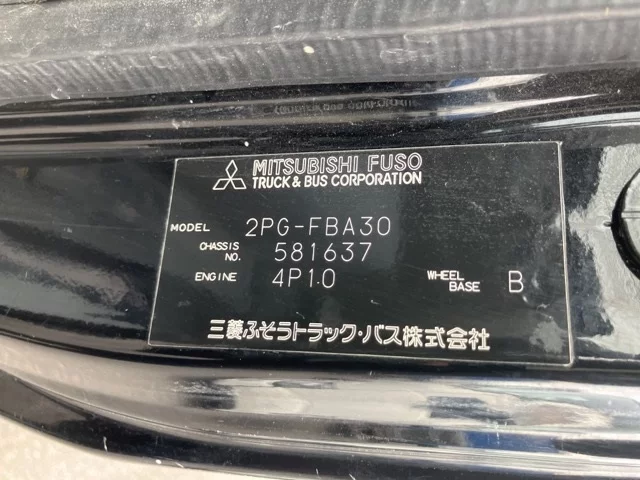 MITSUBISHI FUSO
TRUCK & BUS CORPORATION
MODEL 2PG-FBA30
CHASSIS NO. 581637
ENGINE 4P10 WHEEL BASE B
三菱ふそうトラック・バス株式会社